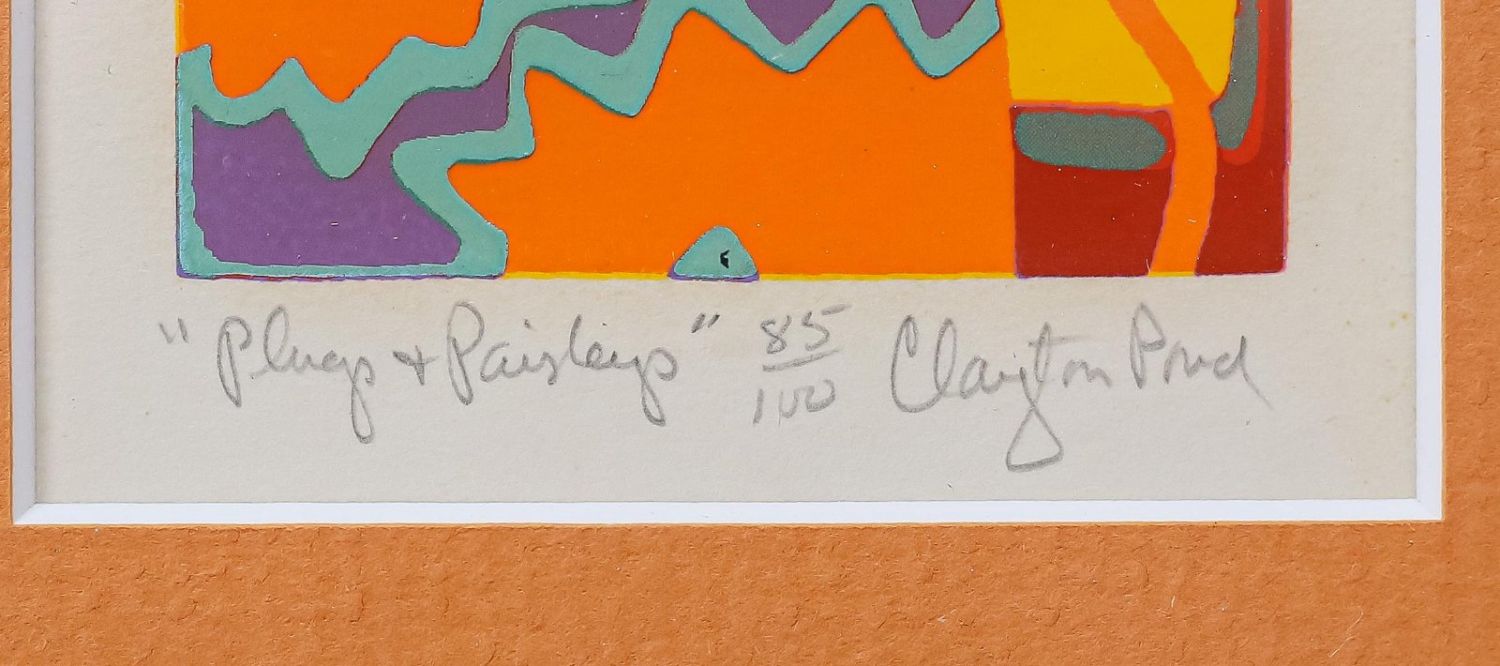 "Plugs + Paisleys" 85/100 Clayton Pond